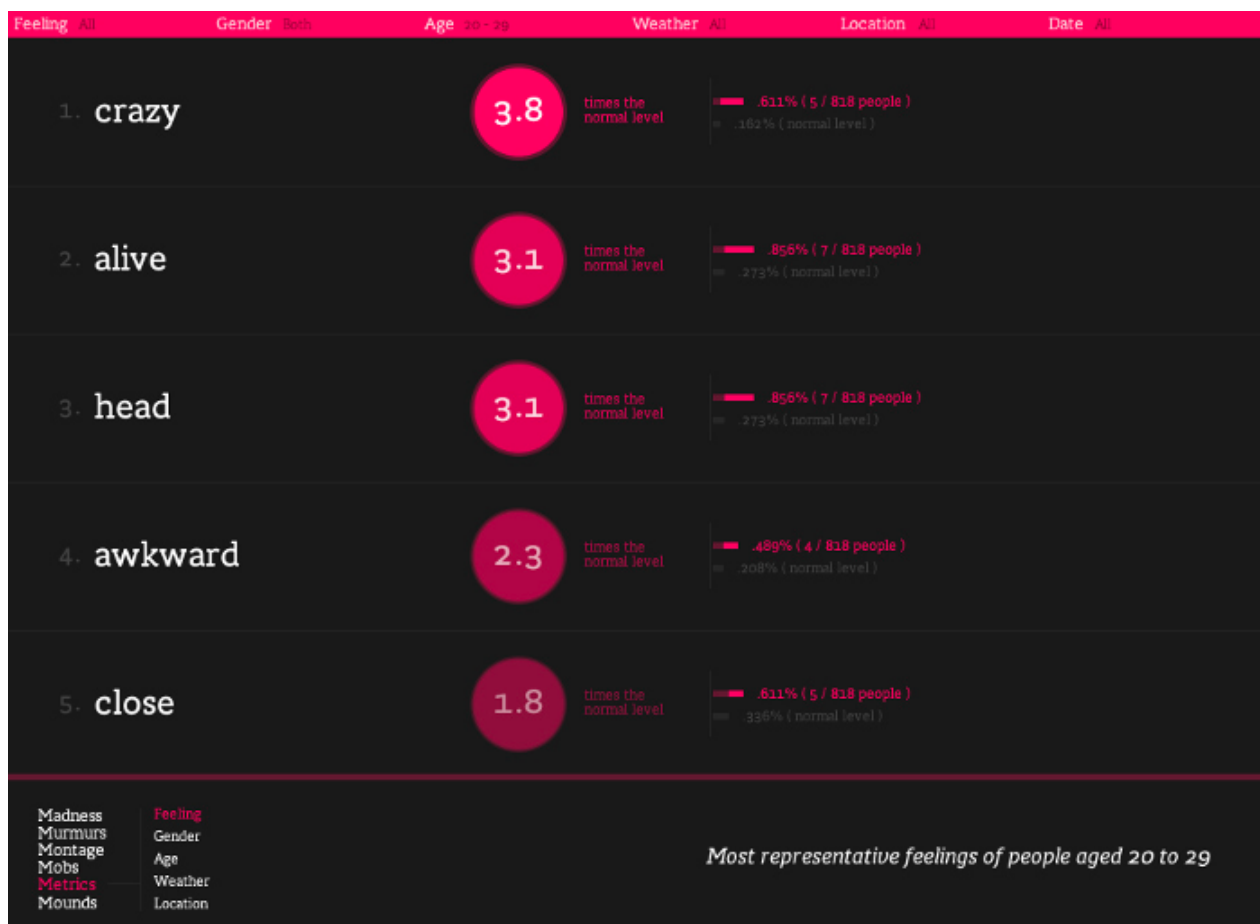 Feeling All Gender Both Age 20 - 29 Weather All Location All Date All
1. crazy
3.8
times the
normal level
.611% ( 5 / 818 people )
.162% ( normal level )
2. alive
3.1
times the
normal level
.856% ( 7 / 818 people )
.273% ( normal level )
3. head
3.1
times the
normal level
.856% ( 7 / 818 people )
.273% ( normal level )
4. awkward
2.3
times the
normal level
.489% ( 4 / 818 people )
.208% ( normal level )
5. close
1.8
times the
normal level
.611% ( 5 / 818 people )
.336% ( normal level )
Madness
Murmurs
Montage
Mobs
Metrics
Mounds
Feeling
Gender
Age
Weather
Location
Most representative feelings of people aged 20 to 29